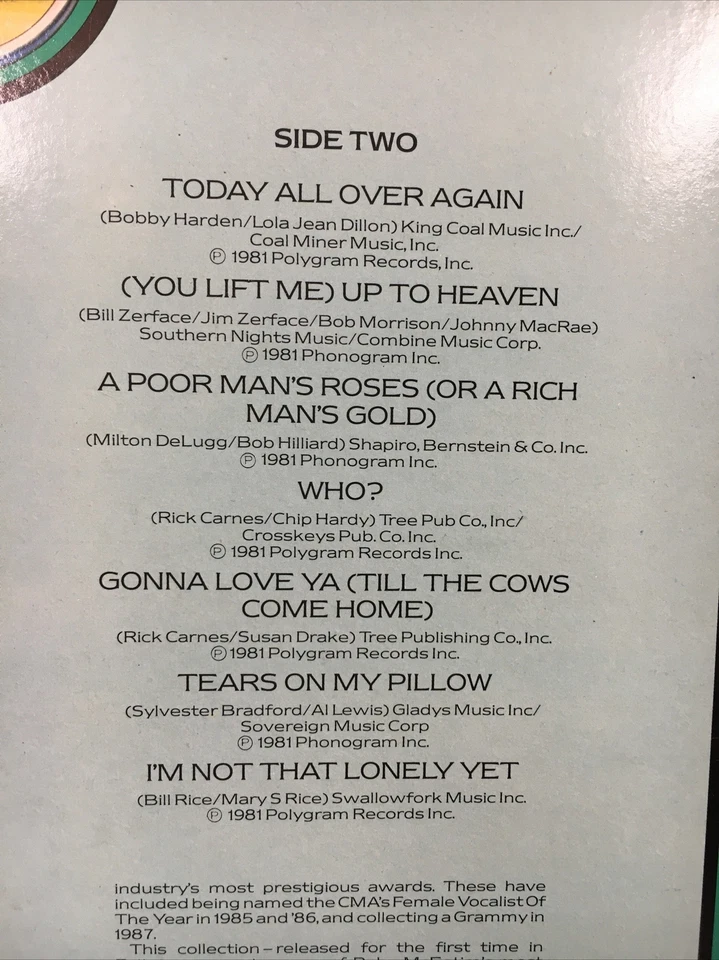 SIDE TWO
TODAY ALL OVER AGAIN
(Bobby Harden/Lola Jean Dillon) King Coal Music Inc./
Coal Miner Music, Inc.
℗ 1981 Polygram Records, Inc.
(YOU LIFT ME) UP TO HEAVEN
(Bill Zerface/Jim Zerface/Bob Morrison/Johnny MacRae)
Southern Nights Music/Combine Music Corp.
℗ 1981 Phonogram Inc.
A POOR MAN'S ROSES (OR A RICH
MAN'S GOLD)
(Milton DeLugg/Bob Hilliard) Shapiro, Bernstein & Co. Inc.
℗ 1981 Phonogram Inc.
WHO?
(Rick Carnes/Chip Hardy) Tree Pub Co., Inc/
Crosskeys Pub. Co. Inc.
℗ 1981 Polygram Records Inc.
GONNA LOVE YA (TILL THE COWS
COME HOME)
(Rick Carnes/Susan Drake) Tree Publishing Co., Inc.
℗ 1981 Polygram Records Inc.
TEARS ON MY PILLOW
(Sylvester Bradford/Al Lewis) Gladys Music Inc/
Sovereign Music Corp
℗ 1981 Phonogram Inc.
I'M NOT THAT LONELY YET
(Bill Rice/Mary S Rice) Swallowfork Music Inc.
℗ 1981 Polygram Records Inc.
industry's most prestigious awards. These have
included being named the CMA's Female Vocalist Of
The Year in 1985 and '86, and collecting a Grammy in
1987.
This collection – released for the first time in